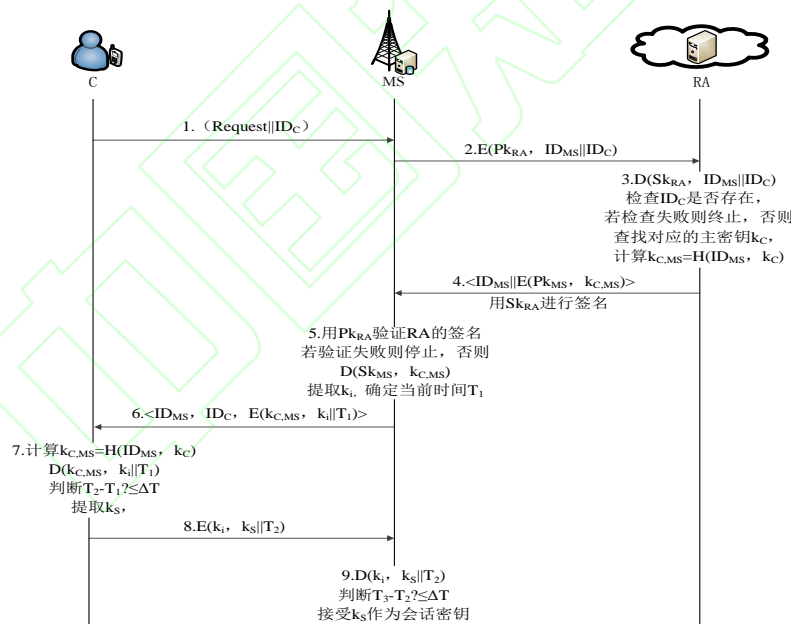 C
MS
RA
1.（Request||IDC）
2.E(PkRA，IDMS||IDC)
3.D(SkRA，IDMS||IDC)
检查IDC是否存在，
若检查失败则终止，否则
查找对应的主密钥kC，
计算kC,MS=H(IDMS，kC)
4.<IDMS||E(PkMS，kC,MS)>
用SkRA进行签名
5.用PkRA验证RA的签名
若验证失败则停止，否则
D(SkMS，kC,MS)
提取ki, 确定当前时间T1
6.<IDMS，IDC，E(kC,MS，ki||T1)>
7.计算kC,MS=H(IDMS，kC)
D(kC,MS，ki||T1)
判断T2-T1?≤ΔT
提取kS，
8.E(ki，kS||T2)
9.D(ki，kS||T2)
判断T3-T2?≤ΔT
接受kS作为会话密钥